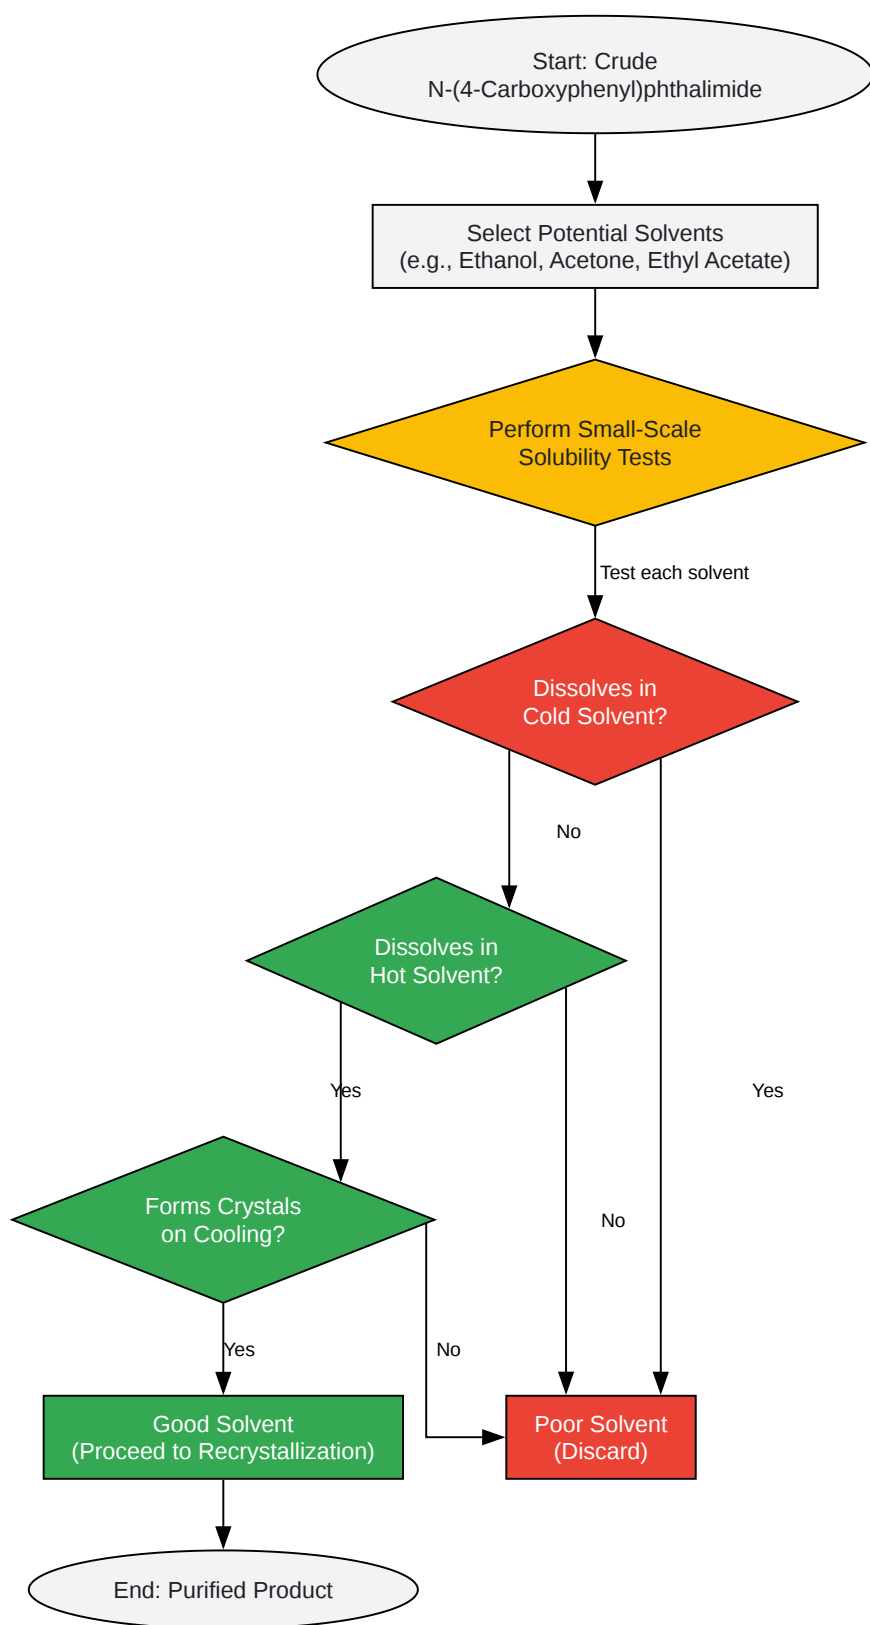 Start: Crude
N-(4-Carboxyphenyl)phthalimide
Select Potential Solvents
(e.g., Ethanol, Acetone, Ethyl Acetate)
Perform Small-Scale
Solubility Tests
Test each solvent
Dissolves in
Cold Solvent?
No
Dissolves in
Hot Solvent?
Yes
Yes
Forms Crystals
on Cooling?
No
Yes
No
Good Solvent
(Proceed to Recrystallization)
Poor Solvent
(Discard)
End: Purified Product